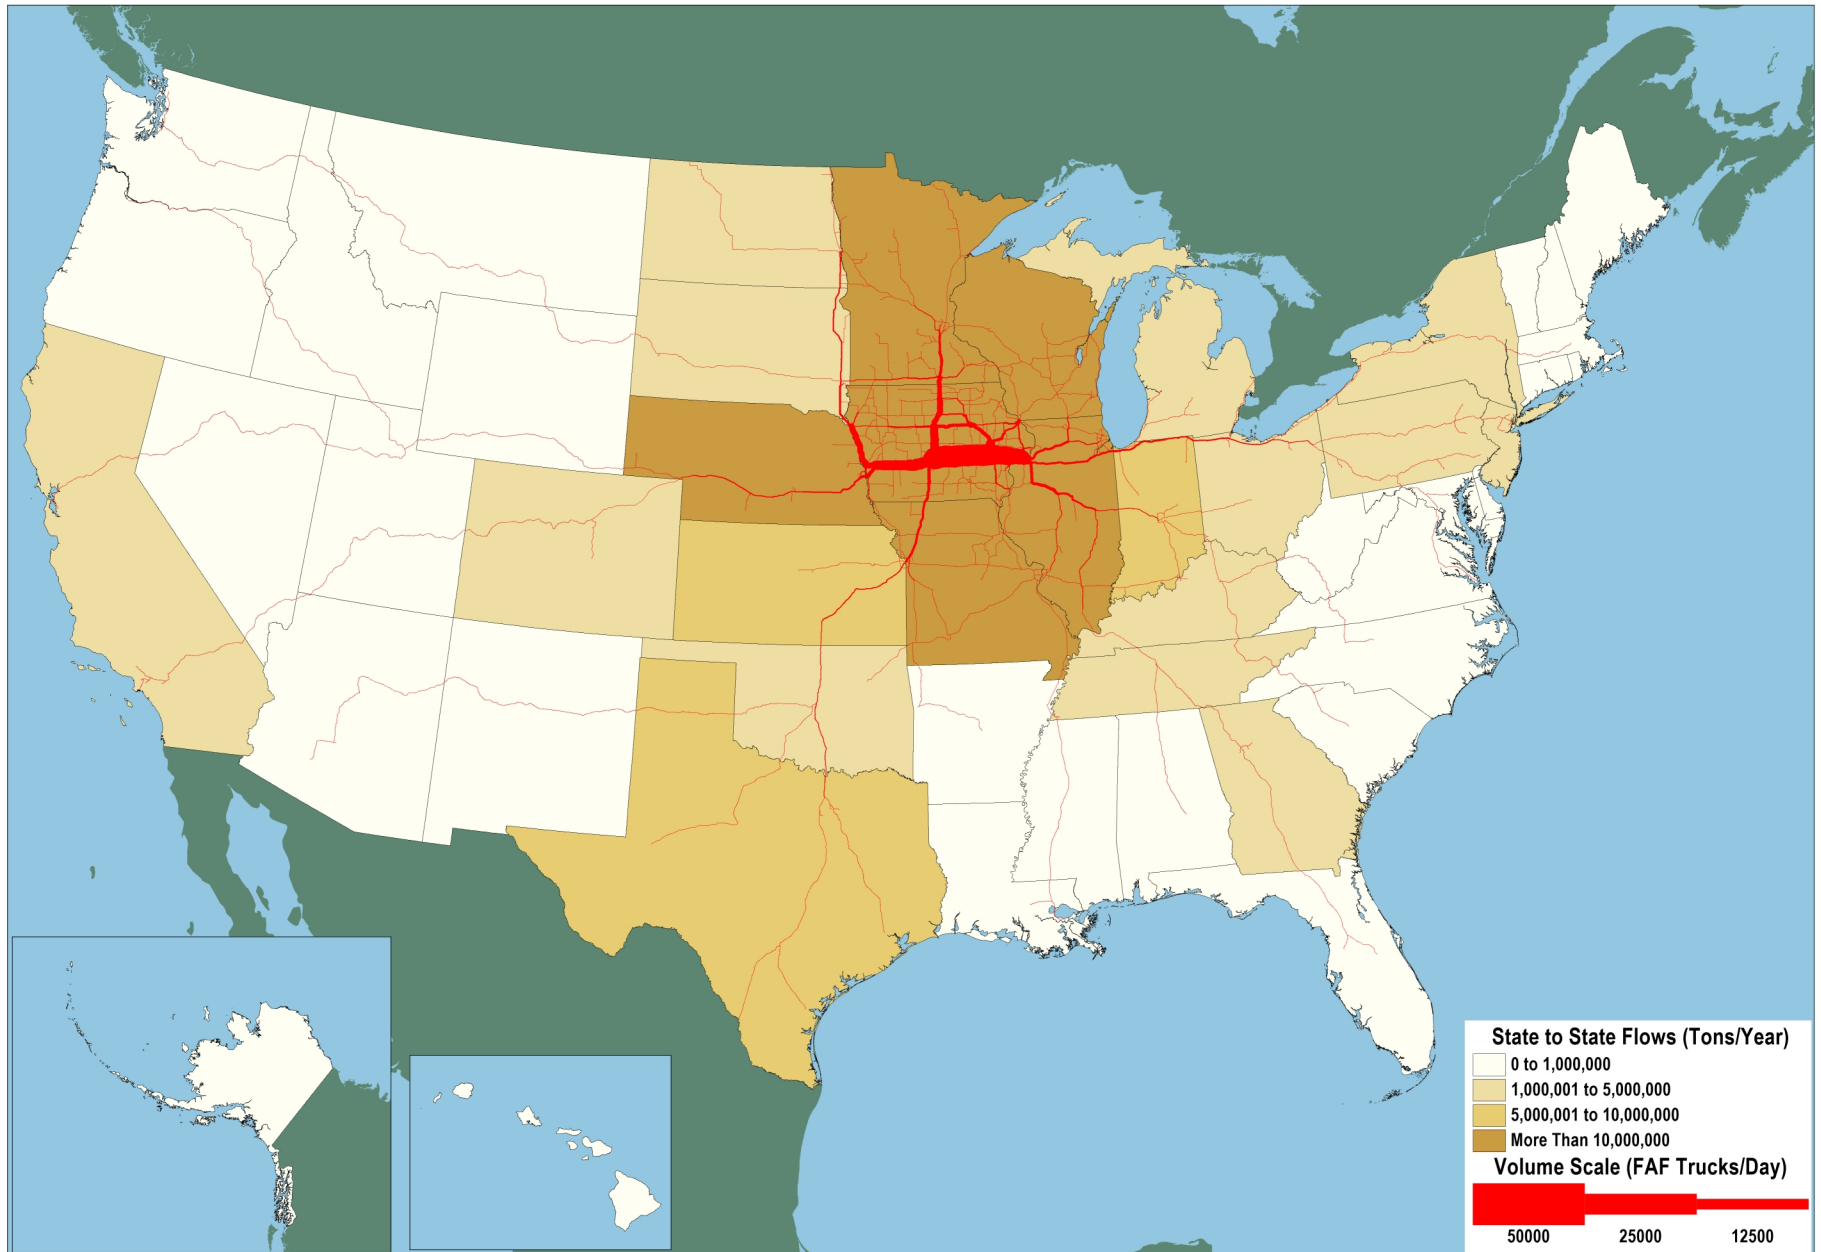 State to State Flows (Tons/Year)
0 to 1,000,000
1,000,001 to 5,000,000
5,000,001 to 10,000,000
More Than 10,000,000
Volume Scale (FAF Trucks/Day)
50000 25000 12500